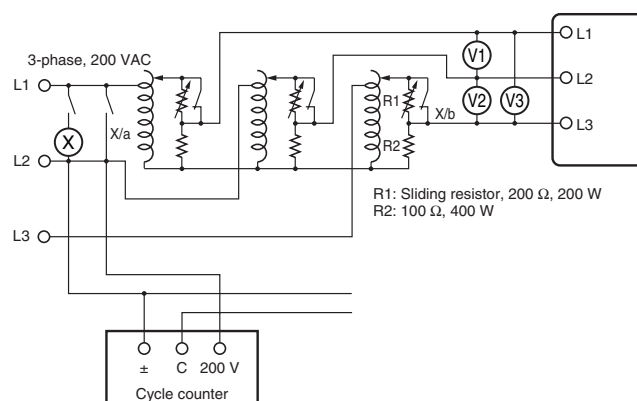 3-phase, 200 VAC
L1
L2
L3
X
X/a
R1
R2
X/b
V1
V2
V3
L1
L2
L3
R1: Sliding resistor, 200 Ω, 200 W
R2: 100 Ω, 400 W
± C 200 V
Cycle counter